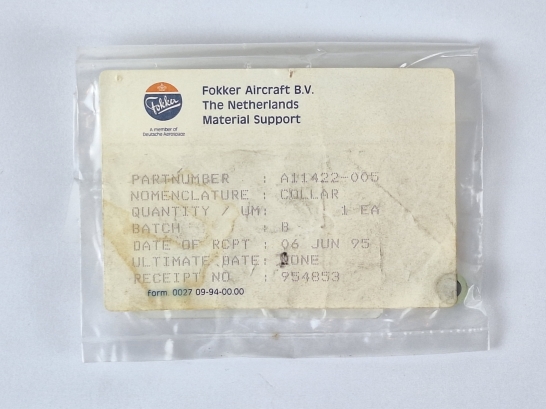 Fokker
A member of
Deutsche Aerospace
Fokker Aircraft B.V.
The Netherlands
Material Support
PARTNUMBER : A11422-005
NOMENCLATURE : COLLAR
QUANTITY / UM: 1 EA
BATCH : B
DATE OF RCPT : 06 JUN 95
ULTIMATE DATE: NONE
RECEIPT NO : 954853
Form. 0027 09-94-00.00